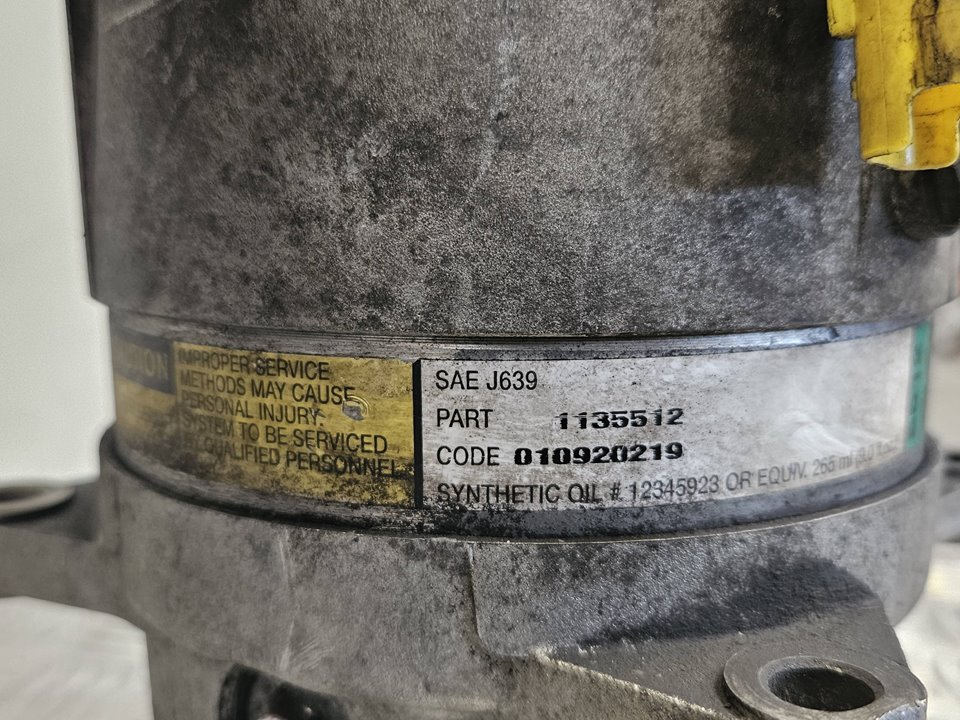 IMPROPER SERVICE
METHODS MAY CAUSE
PERSONAL INJURY.
SYSTEM TO BE SERVICED
BY QUALIFIED PERSONNEL
SAE J639
PART 1135512
CODE 010920219
SYNTHETIC OIL # 12345923 OR EQUIV. 265 ml